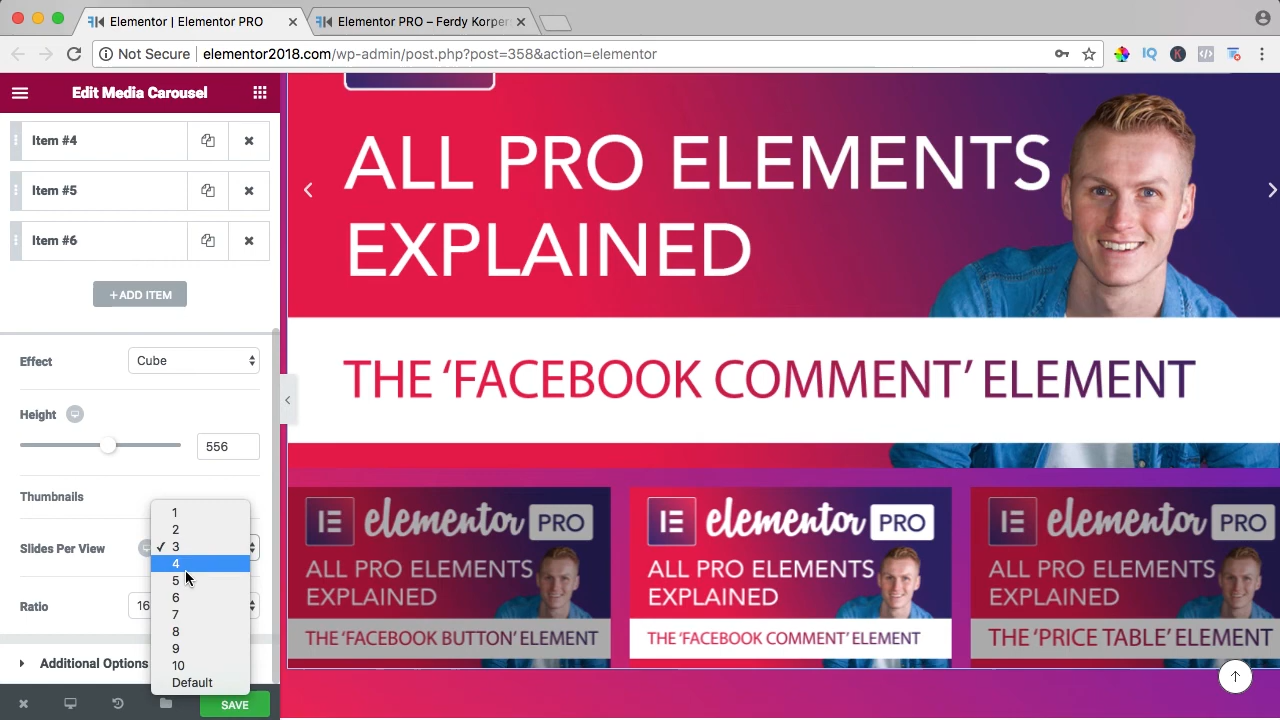 Elementor | Elementor PRO
Elementor PRO – Ferdy Korper
Not Secure
elementor2018.com/wp-admin/post.php?post=358&action=elementor
Edit Media Carousel
Item #4
Item #5
Item #6
+ ADD ITEM
Effect
Cube
Height
556
Thumbnails
Slides Per View
1
2
✓ 3
4
5
6
7
8
9
10
Default
Ratio
16
Additional Options
SAVE
ALL PRO ELEMENTS
EXPLAINED
THE ‘FACEBOOK COMMENT’ ELEMENT
elementor PRO
ALL PRO ELEMENTS
EXPLAINED
THE ‘FACEBOOK BUTTON’ ELEMENT
elementor PRO
ALL PRO ELEMENTS
EXPLAINED
THE ‘FACEBOOK COMMENT’ ELEMENT
elementor PRO
ALL PRO ELEMENTS
EXPLAINED
THE ‘PRICE TABLE’ ELEMENT